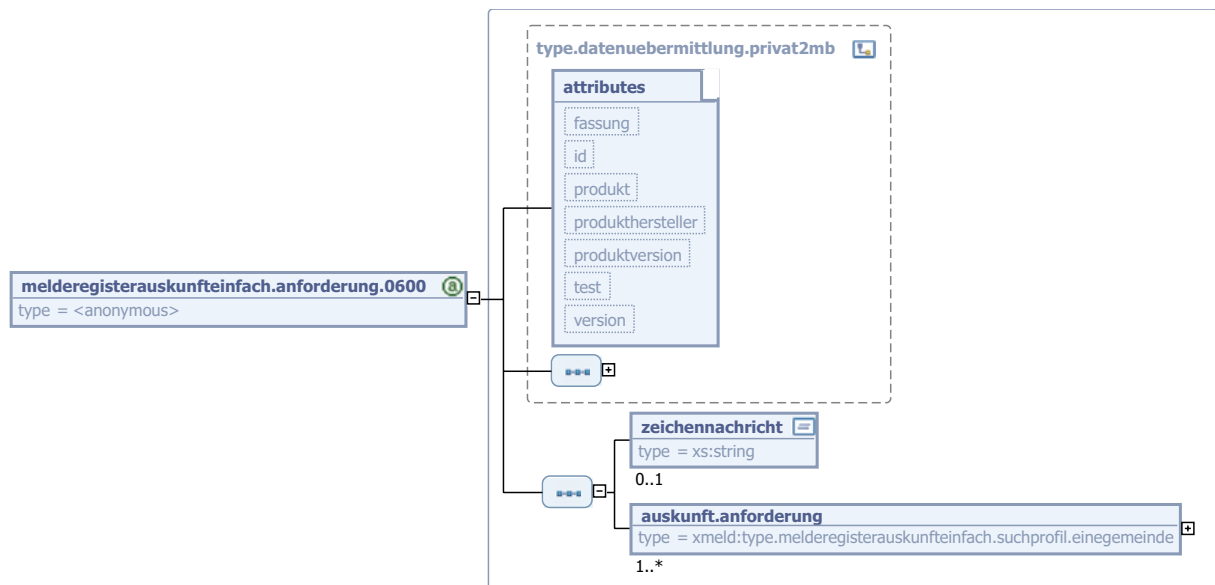 type.datenuebermittlung.privat2mb
attributes
fassung
id
produkt
produkthersteller
produktversion
test
version
melderegisterauskunfteinfach.anforderung.0600
type = <anonymous>
zeichennachricht
type = xs:string
0..1
auskunft.anforderung
type = xmeld:type.melderegisterauskunfteinfach.suchprofil.einegemeinde
1..*